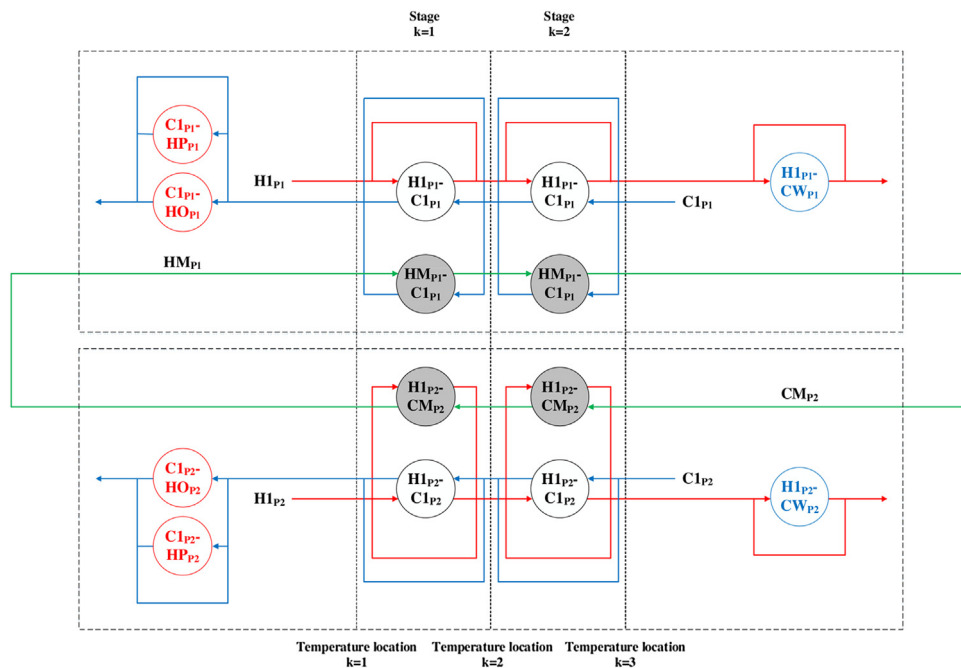 Stage
k=1
Stage
k=2
C1P1-
HPP1
H1P1
C1P1-
HOP1
H1P1-
C1P1
H1P1-
C1P1
C1P1
H1P1-
CWP1
HMP1
HMP1-
C1P1
HMP1-
C1P1
H1P2-
CMP2
H1P2-
CMP2
CMP2
C1P2-
HOP2
H1P2
H1P2-
C1P2
H1P2-
C1P2
C1P2
H1P2-
CWP2
C1P2-
HPP2
Temperature location
k=1
Temperature location
k=2
Temperature location
k=3